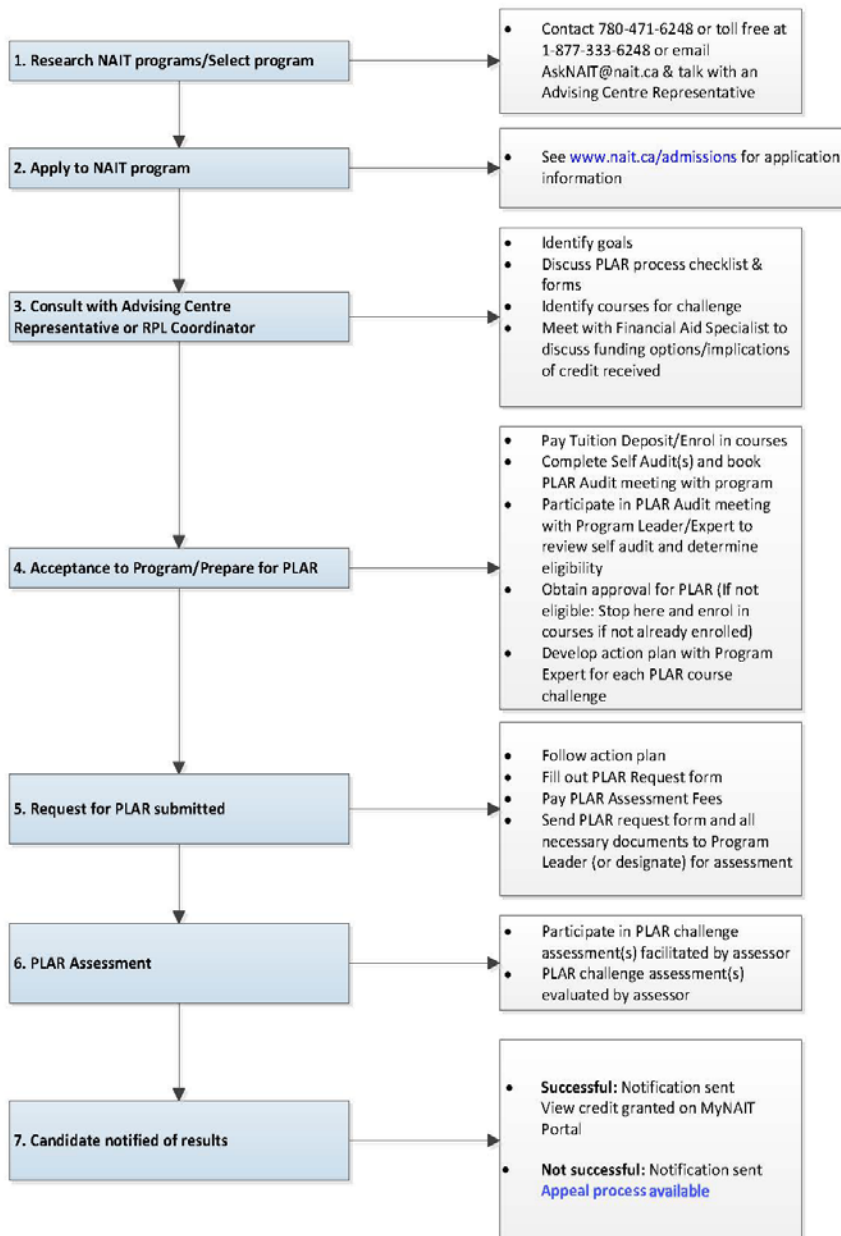 1. Research NAIT programs/Select program
• Contact 780-471-6248 or toll free at
1-877-333-6248 or email
AskNAIT@nait.ca & talk with an
Advising Centre Representative
2. Apply to NAIT program
• See www.nait.ca/admissions for application
information
3. Consult with Advising Centre
Representative or RPL Coordinator
• Identify goals
• Discuss PLAR process checklist &
forms
• Identify courses for challenge
• Meet with Financial Aid Specialist to
discuss funding options/implications
of credit received
4. Acceptance to Program/Prepare for PLAR
• Pay Tuition Deposit/Enrol in courses
• Complete Self Audit(s) and book
PLAR Audit meeting with program
• Participate in PLAR Audit meeting
with Program Leader/Expert to
review self audit and determine
eligibility
• Obtain approval for PLAR (If not
eligible: Stop here and enrol in
courses if not already enrolled)
• Develop action plan with Program
Expert for each PLAR course
challenge
5. Request for PLAR submitted
• Follow action plan
• Fill out PLAR Request form
• Pay PLAR Assessment Fees
• Send PLAR request form and all
necessary documents to Program
Leader (or designate) for assessment
6. PLAR Assessment
• Participate in PLAR challenge
assessment(s) facilitated by assessor
• PLAR challenge assessment(s)
evaluated by assessor
7. Candidate notified of results
• Successful: Notification sent
View credit granted on MyNAIT
Portal
• Not successful: Notification sent
Appeal process available